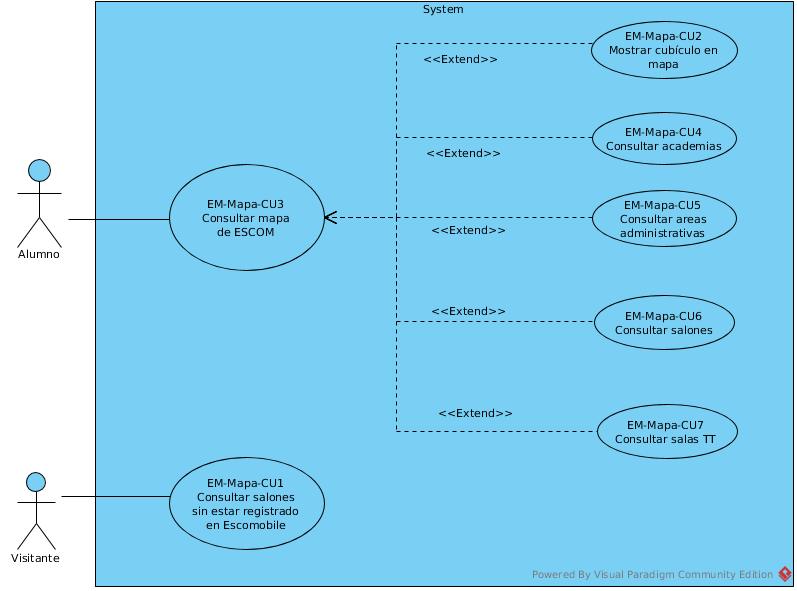 System
EM-Mapa-CU2
Mostrar cubículo en
mapa
<<Extend>>
EM-Mapa-CU4
Consultar academias
<<Extend>>
EM-Mapa-CU3
Consultar mapa
de ESCOM
EM-Mapa-CU5
Consultar areas
administrativas
<<Extend>>
Alumno
<<Extend>>
EM-Mapa-CU6
Consultar salones
<<Extend>>
EM-Mapa-CU7
Consultar salas TT
EM-Mapa-CU1
Consultar salones
sin estar registrado
en Escomobile
Visitante
Powered By Visual Paradigm Community Edition